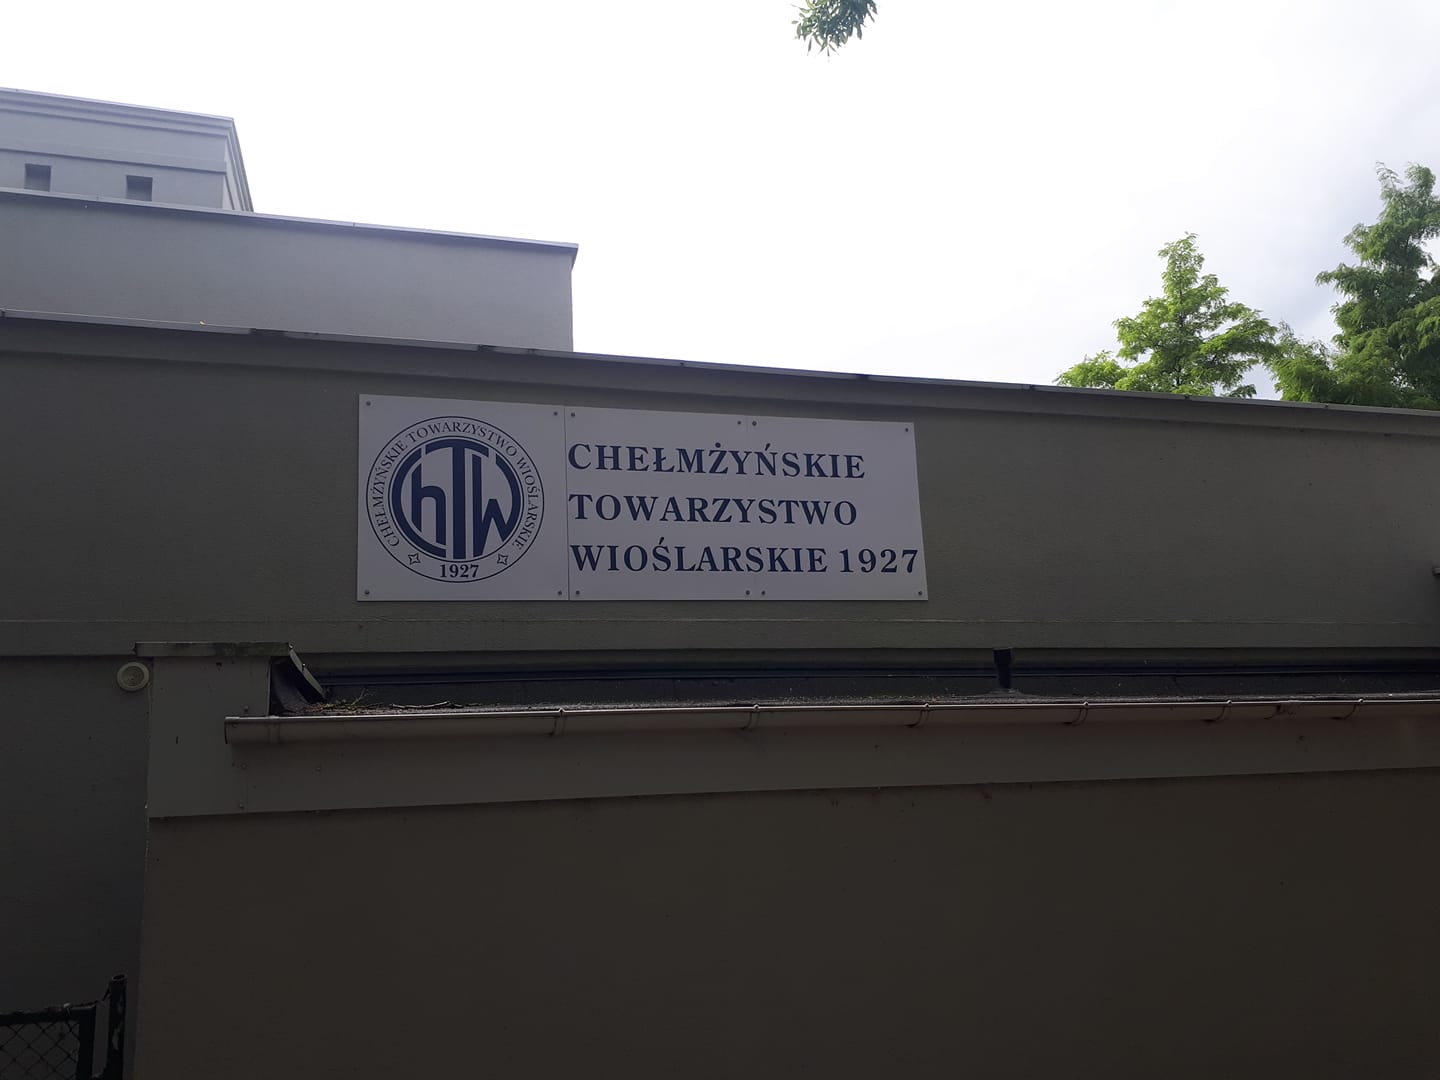 CHEŁMŻYŃSKIE TOWARZYSTWO WIOŚLARSKIE
ChTW
1927
CHEŁMŻYŃSKIE
TOWARZYSTWO
WIOŚLARSKIE 1927